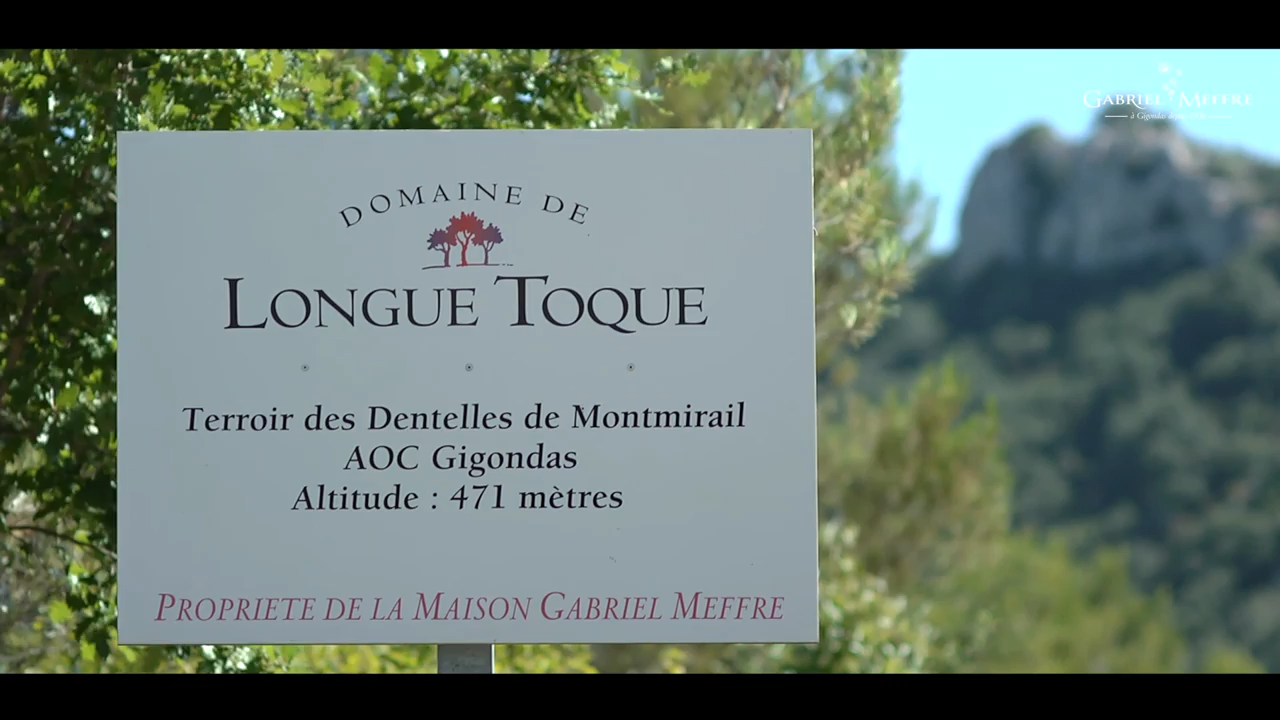 DOMAINE DE
LONGUE TOQUE
Terroir des Dentelles de Montmirail
AOC Gigondas
Altitude : 471 mètres
PROPRIETE DE LA MAISON GABRIEL MEFFRE
GABRIEL MEFFRE
à Gigondas